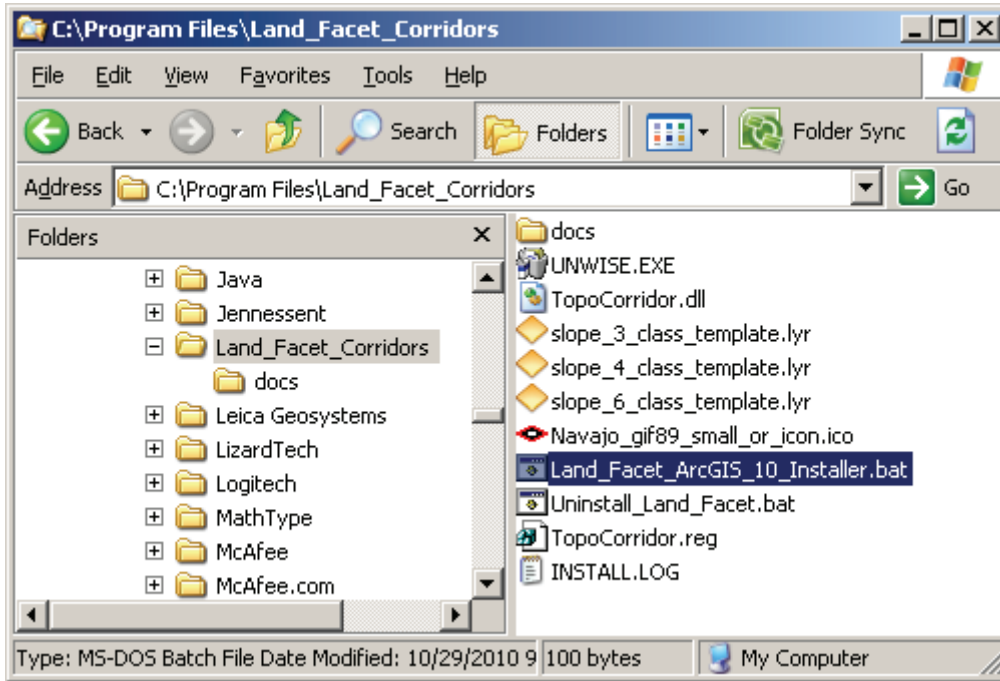 C:\Program Files\Land_Facet_Corridors
File Edit View Favorites Tools Help
Back Search Folders Folder Sync
Address C:\Program Files\Land_Facet_Corridors Go
Folders
Java
Jennessent
Land_Facet_Corridors
docs
Leica Geosystems
LizardTech
Logitech
MathType
McAfee
McAfee.com
docs
UNWISE.EXE
TopoCorridor.dll
slope_3_class_template.lyr
slope_4_class_template.lyr
slope_6_class_template.lyr
Navajo_gif89_small_or_icon.ico
Land_Facet_ArcGIS_10_Installer.bat
Uninstall_Land_Facet.bat
TopoCorridor.reg
INSTALL.LOG
Type: MS-DOS Batch File Date Modified: 10/29/2010 9 100 bytes My Computer